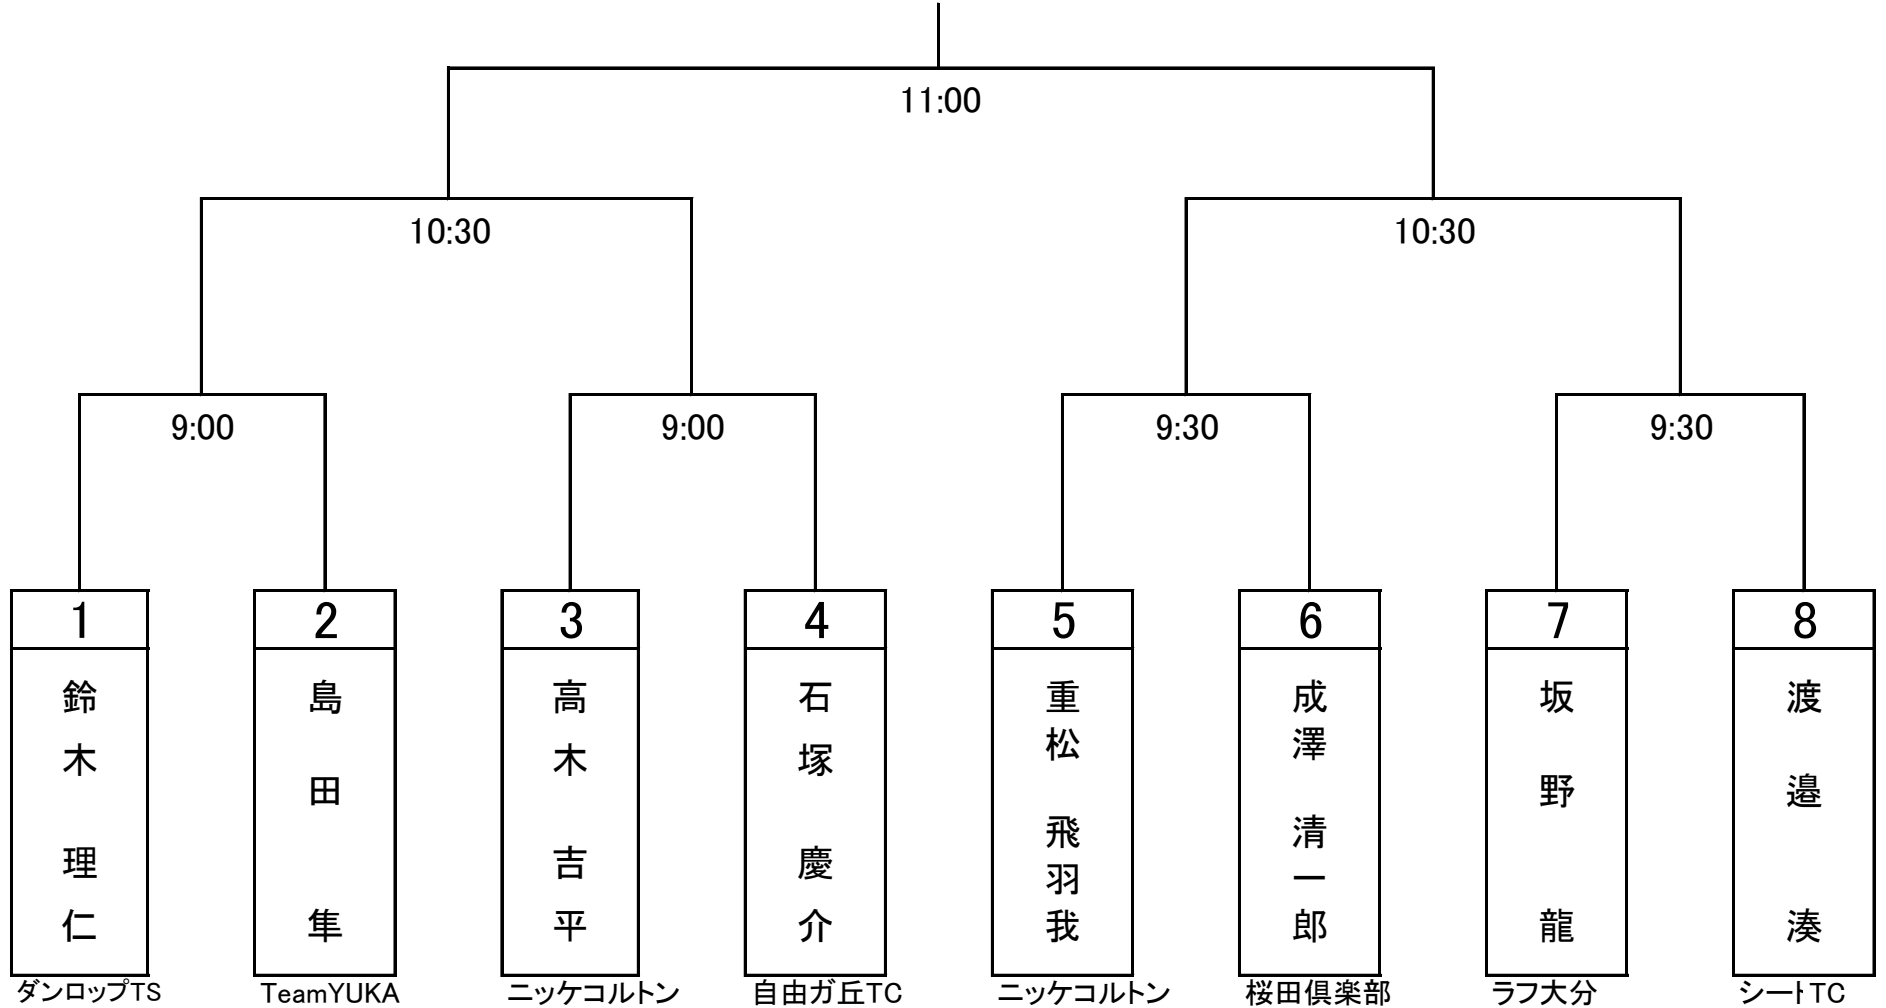 11:00
10:30
10:30
9:00
9:00
9:30
9:30
1
2
3
4
5
6
7
8
鈴木 理仁
島田 隼
高木 吉平
石塚 慶介
重松 飛羽我
成澤 清一郎
坂野 龍
渡邉 湊
ダンロップTS
TeamYUKA
ニッケコルトン
自由ガ丘TC
ニッケコルトン
桜田倶楽部
ラフ大分
シートTC